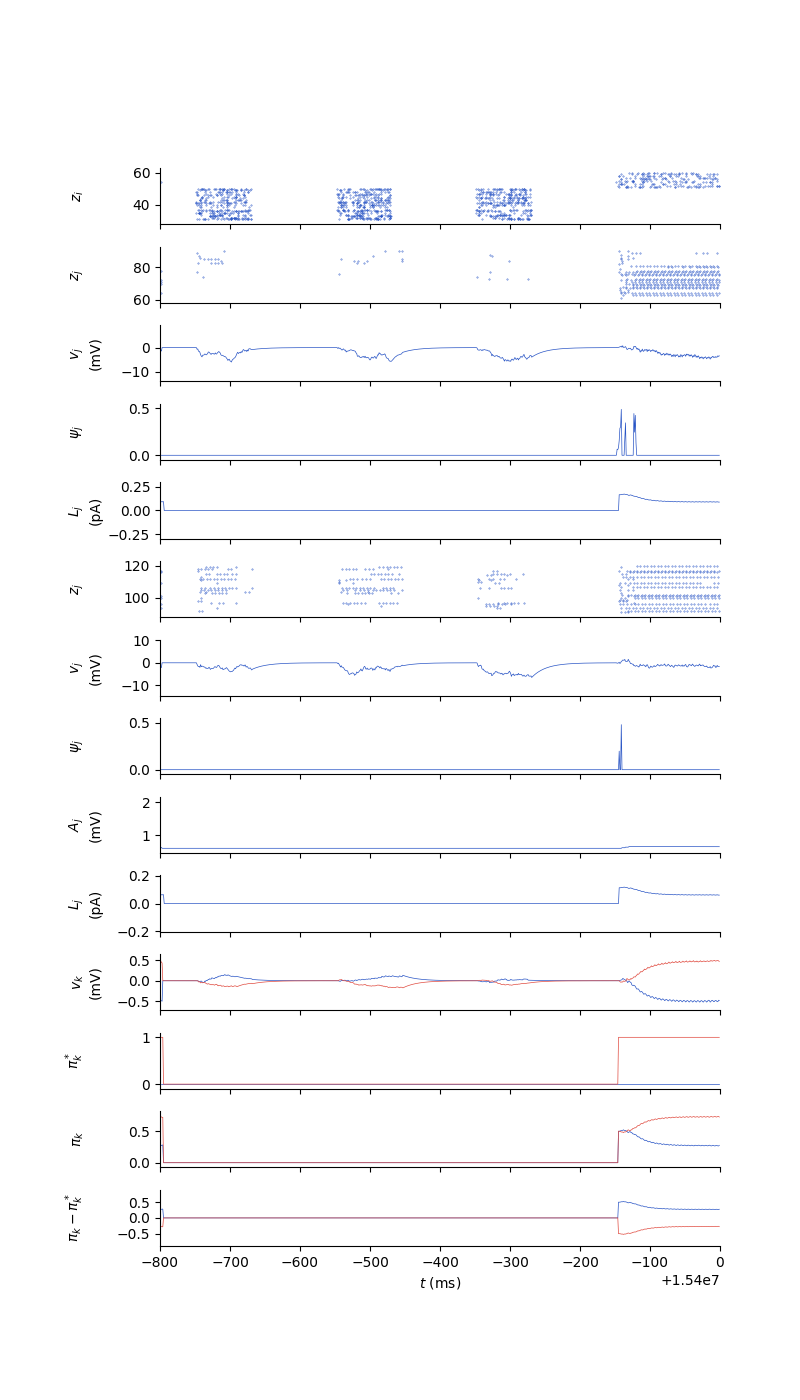 60
40
z_i
80
60
z_j
0
−10
v_j
(mV)
0.5
0.0
ψ_j
0.25
0.00
−0.25
L_j
(pA)
120
100
z_j
10
0
−10
v_j
(mV)
0.5
0.0
ψ_j
2
1
A_j
(mV)
0.2
0.0
−0.2
L_j
(pA)
0.5
0.0
−0.5
v_k
(mV)
1
0
π_k^*
0.5
0.0
π_k
0.5
0.0
−0.5
π_k − π_k^*
−800 −700 −600 −500 −400 −300 −200 −100 0
t (ms)
+1.54e7